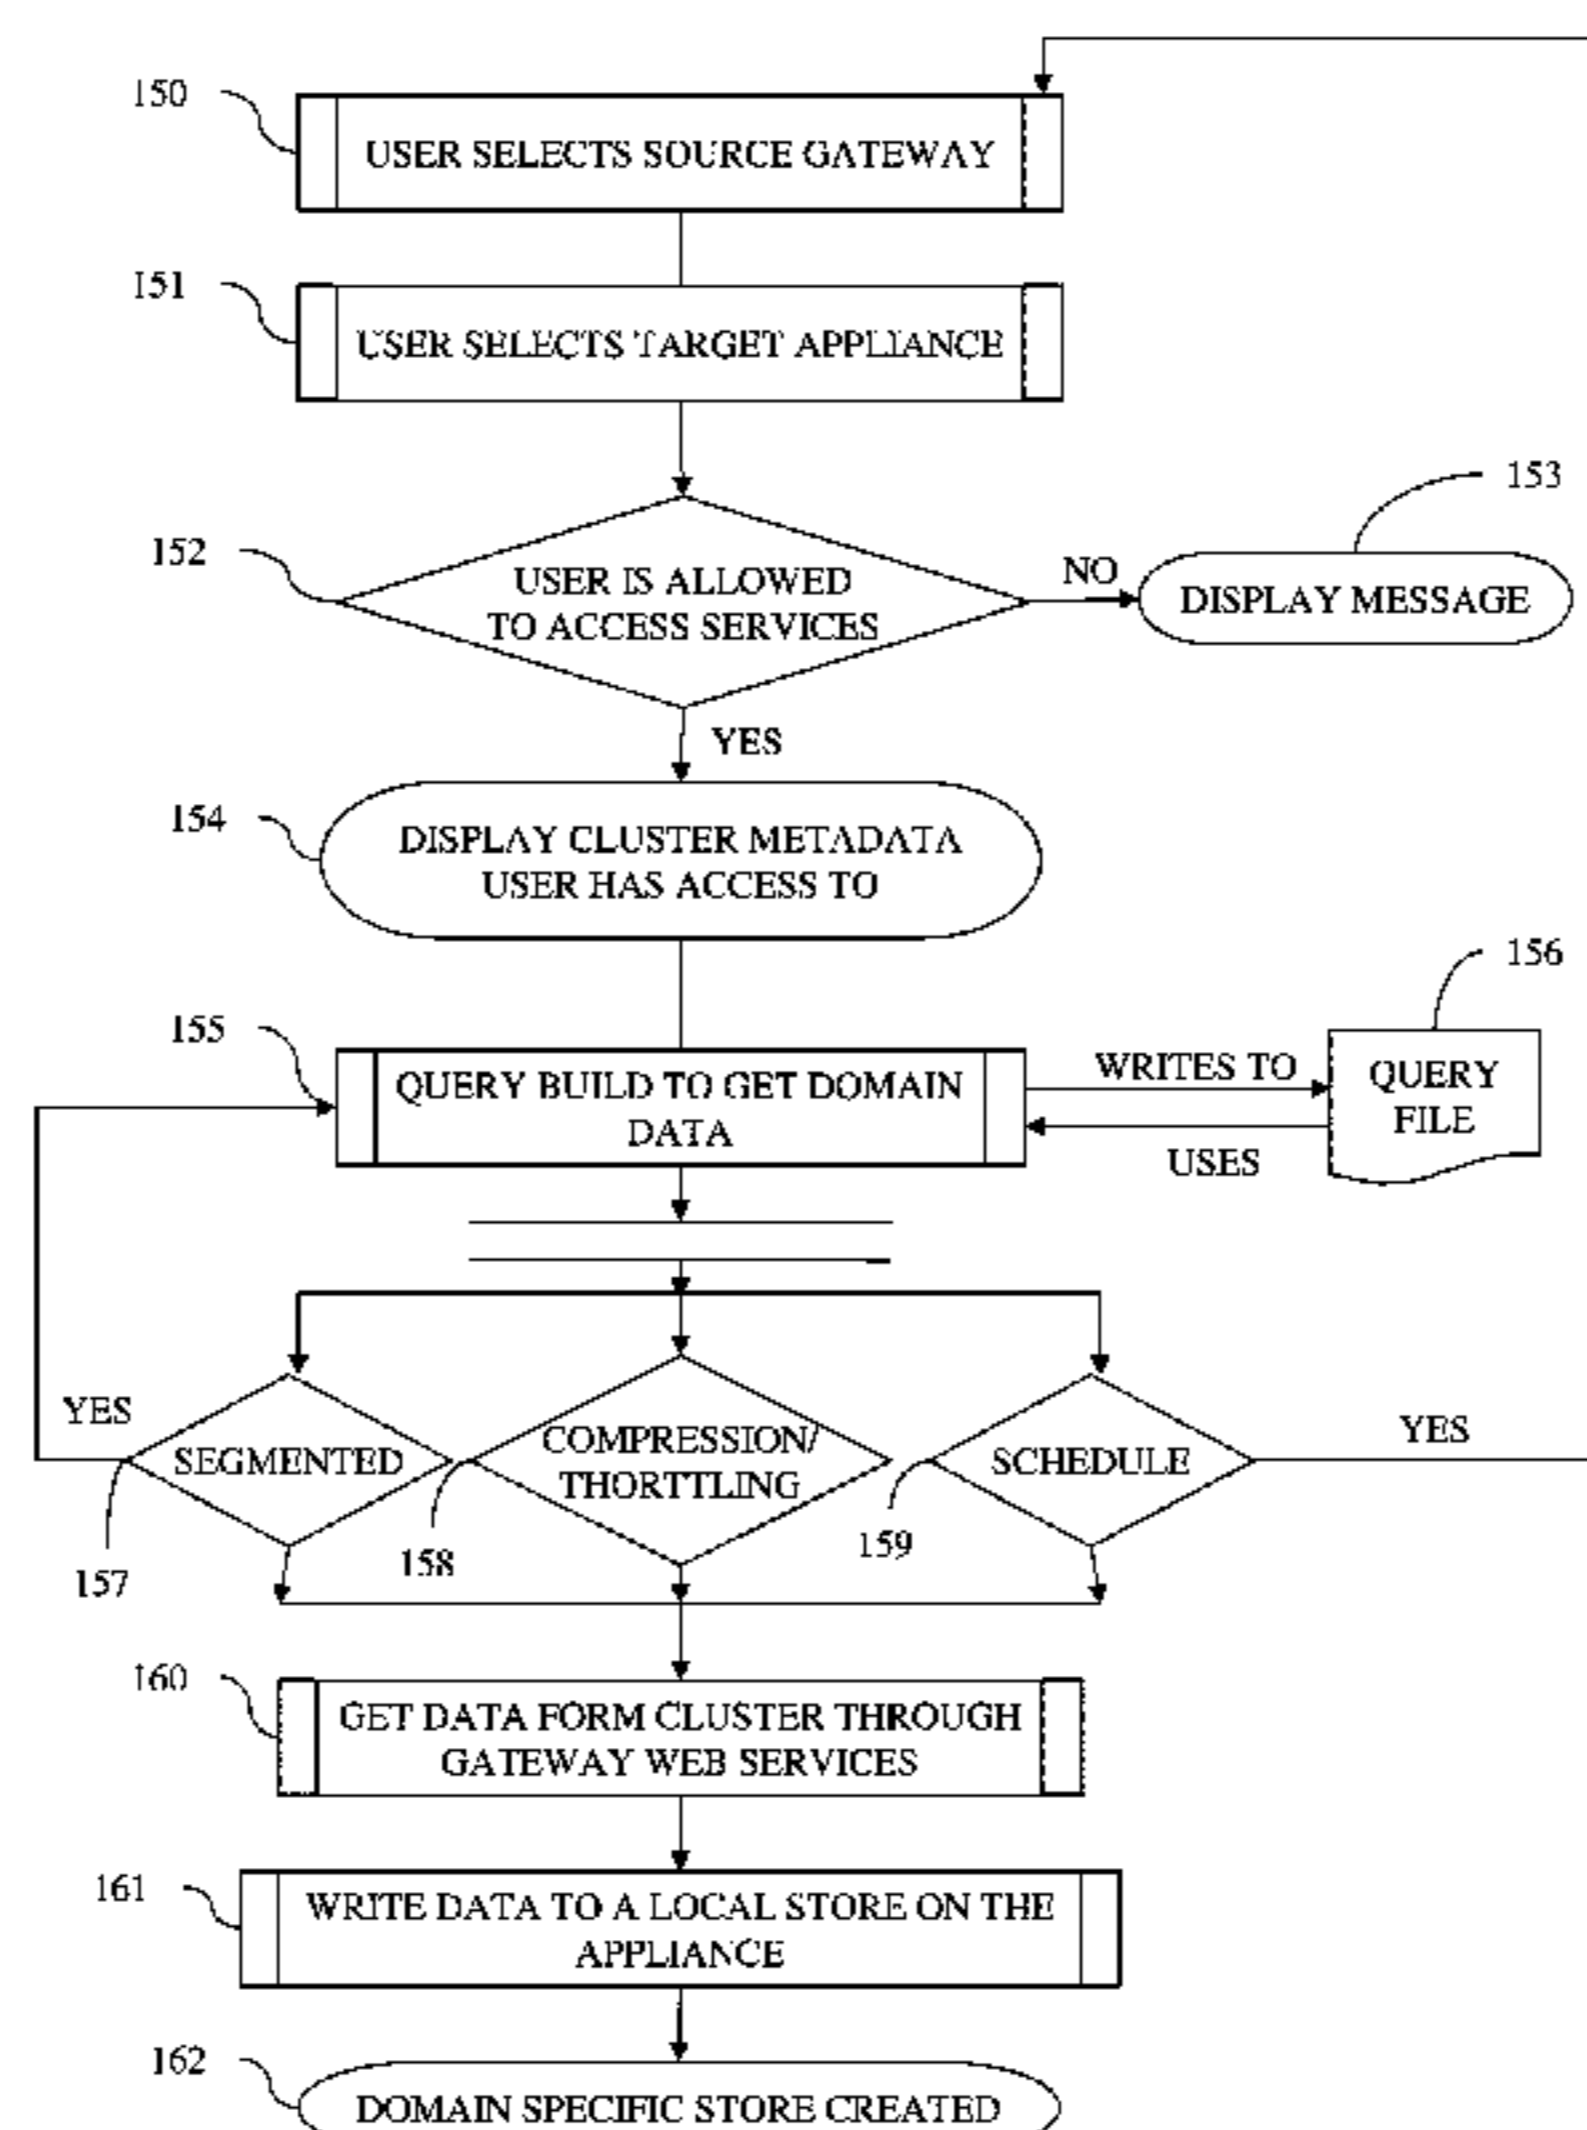 150
USER SELECTS SOURCE GATEWAY
151
USER SELECTS TARGET APPLIANCE
153
152
USER IS ALLOWED
TO ACCESS SERVICES
NO
DISPLAY MESSAGE
YES
154
DISPLAY CLUSTER METADATA
USER HAS ACCESS TO
156
155
QUERY BUILD TO GET DOMAIN
DATA
WRITES TO
USES
QUERY
FILE
YES
SEGMENTED
COMPRESSION/
THORTTLING
SCHEDULE
YES
157
158
159
160
GET DATA FORM CLUSTER THROUGH
GATEWAY WEB SERVICES
161
WRITE DATA TO A LOCAL STORE ON THE
APPLIANCE
162
DOMAIN SPECIFIC STORE CREATED